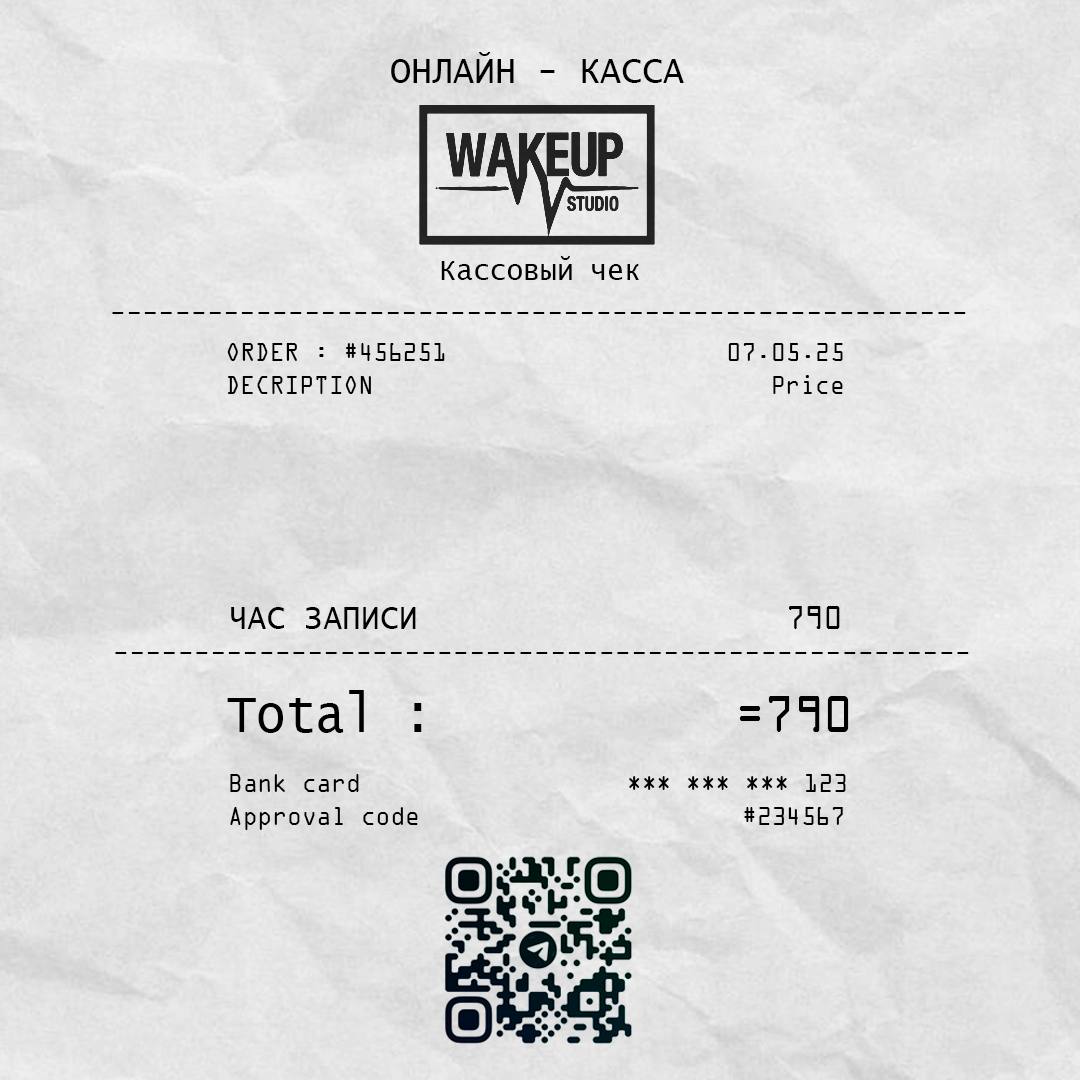 ОНЛАЙН - КАССА
WAKEUP
STUDIO
Кассовый чек
ORDER : #456251 07.05.25
DECRIPTION Price
ЧАС ЗАПИСИ 790
Total : =790
Bank card *** *** *** 123
Approval code #234567